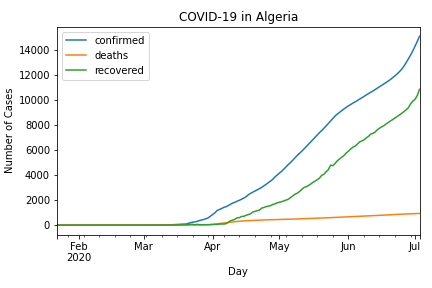 COVID-19 in Algeria
confirmed
deaths
recovered
Number of Cases
14000
12000
10000
8000
6000
4000
2000
0
Feb Mar Apr May Jun Jul
2020
Day